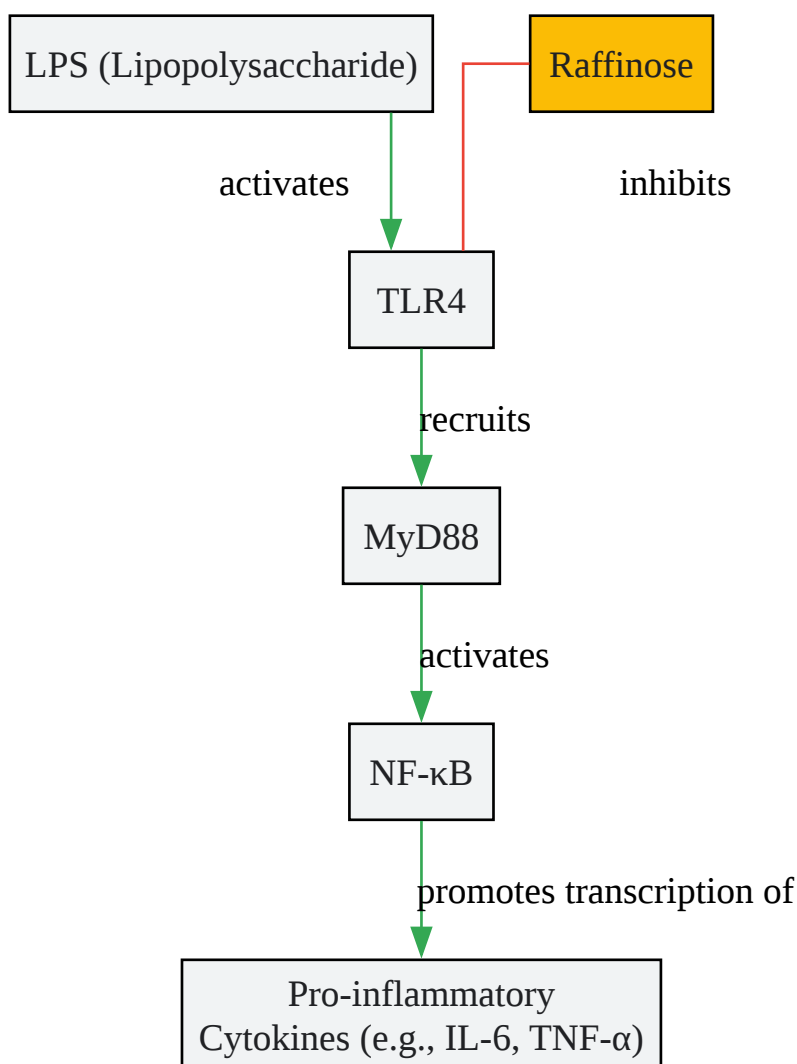 LPS (Lipopolysaccharide)
Raffinose
activates
inhibits
TLR4
recruits
MyD88
activates
NF-κB
promotes transcription of
Pro-inflammatory
Cytokines (e.g., IL-6, TNF-α)